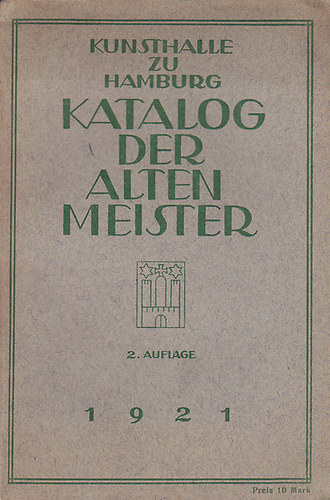 KUNSTHALLE
ZU
HAMBURG
KATALOG
DER
ALTEN
MEISTER
2. AUFLAGE
1921
Preis 10 Mark